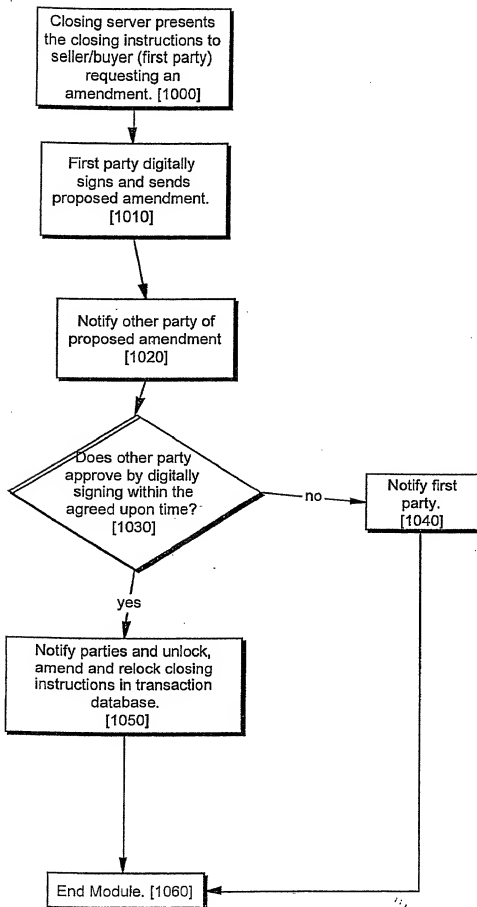 Closing server presents
the closing instructions to
seller/buyer (first party)
requesting an
amendment. [1000]
First party digitally
signs and sends
proposed amendment.
[1010]
Notify other party of
proposed amendment
[1020]
Does other party
approve by digitally
signing within the
agreed upon time?
[1030]
no
Notify first
party.
[1040]
yes
Notify parties and unlock,
amend and relock closing
instructions in transaction
database.
[1050]
End Module. [1060]